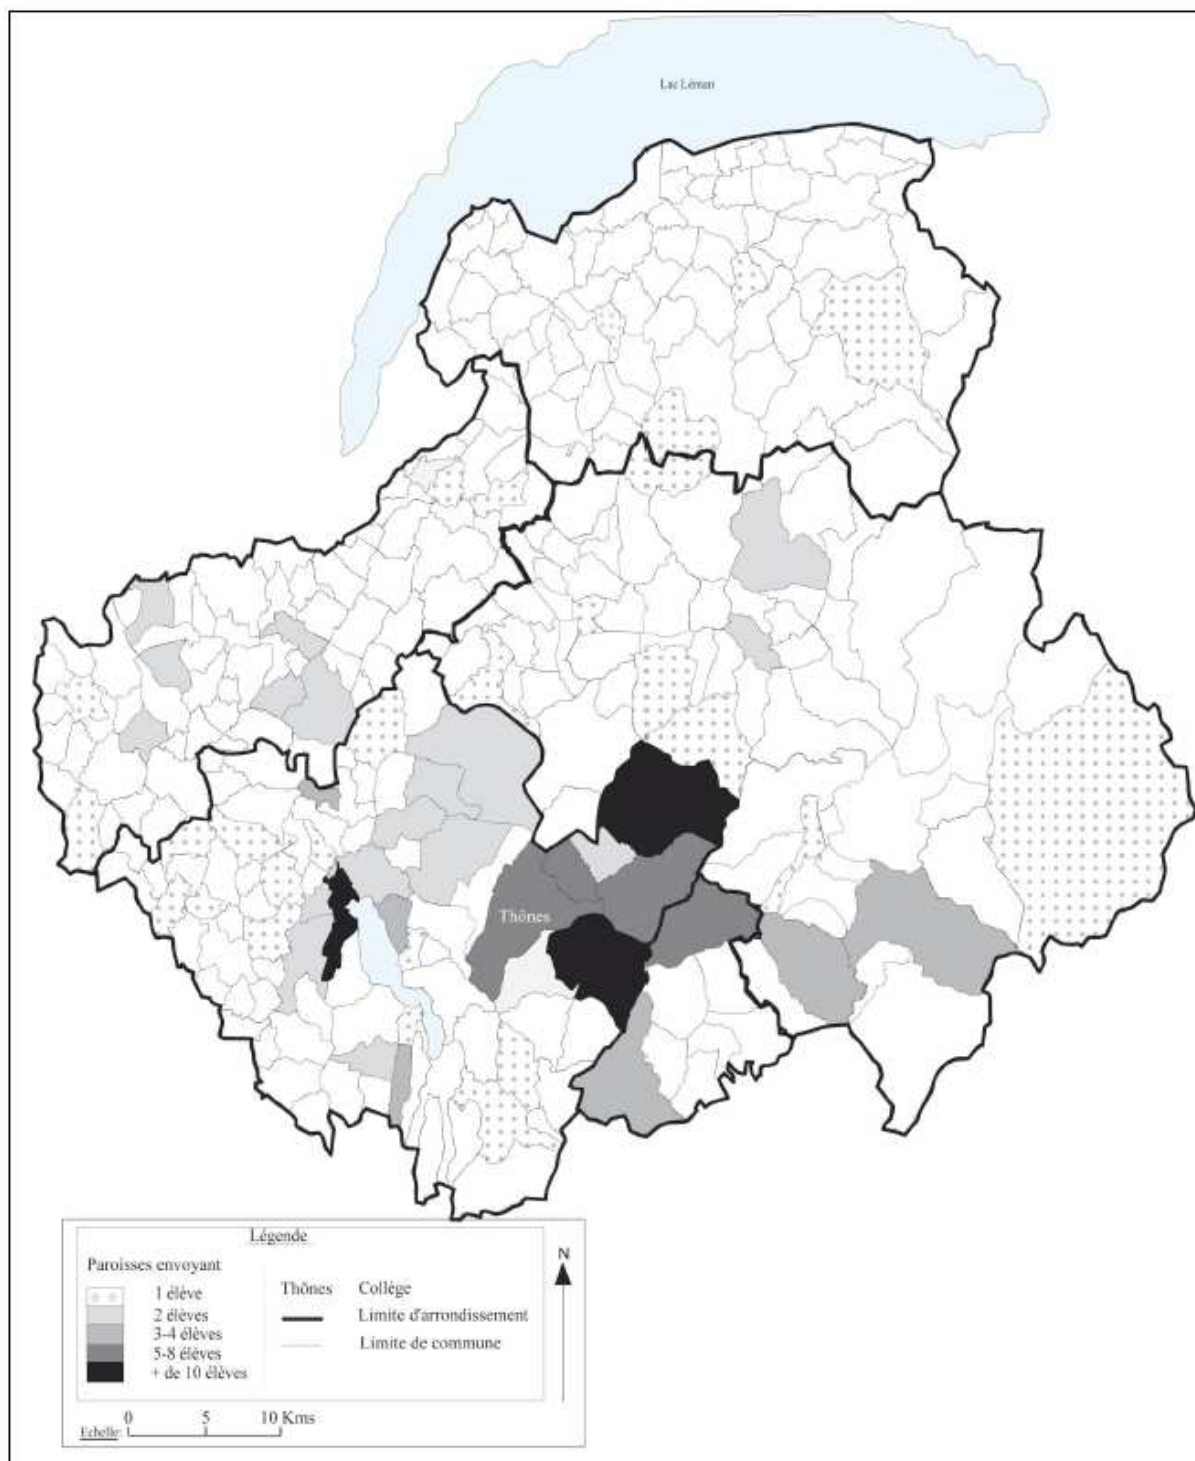 Lac Léman
Thônes
Légende
Paroisses envoyant
1 élève
2 élèves
3-4 élèves
5-8 élèves
+ de 10 élèves
Thônes Collège
Limite d'arrondissement
Limite de commune
N
0 5 10 Kms
Echelle: